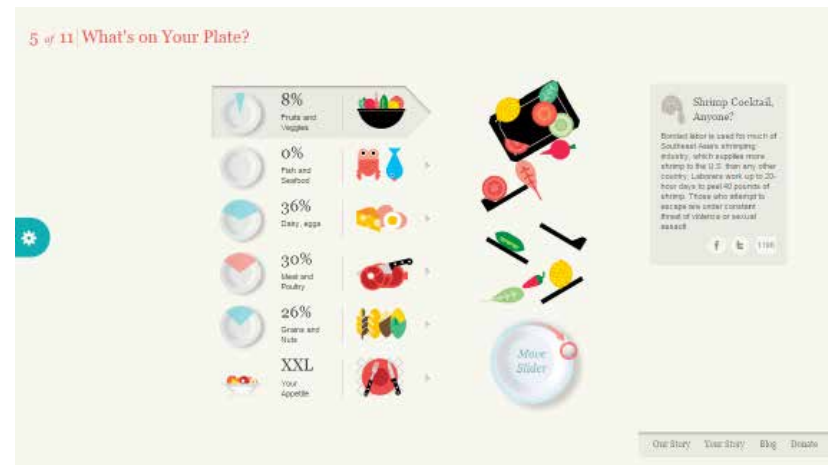 5 of 11 What's on Your Plate?
8%
Fruits and
Veggies
0%
Fish and
Seafood
36%
Dairy, eggs
30%
Meat and
Poultry
26%
Grains and
Nuts
XXL
Your
Appetite
Move
Slider
Shrimp Cocktail,
Anyone?
Bonded labor is used for much of
Southeast Asia's shrimping
industry, which supplies more
shrimp to the U.S. than any other
country. Laborers work up to 20-
hour days to peel 40 pounds of
shrimp. Those who attempt to
escape are under constant
threat of violence or sexual
assault.
Our Story Your Story Blog Donate